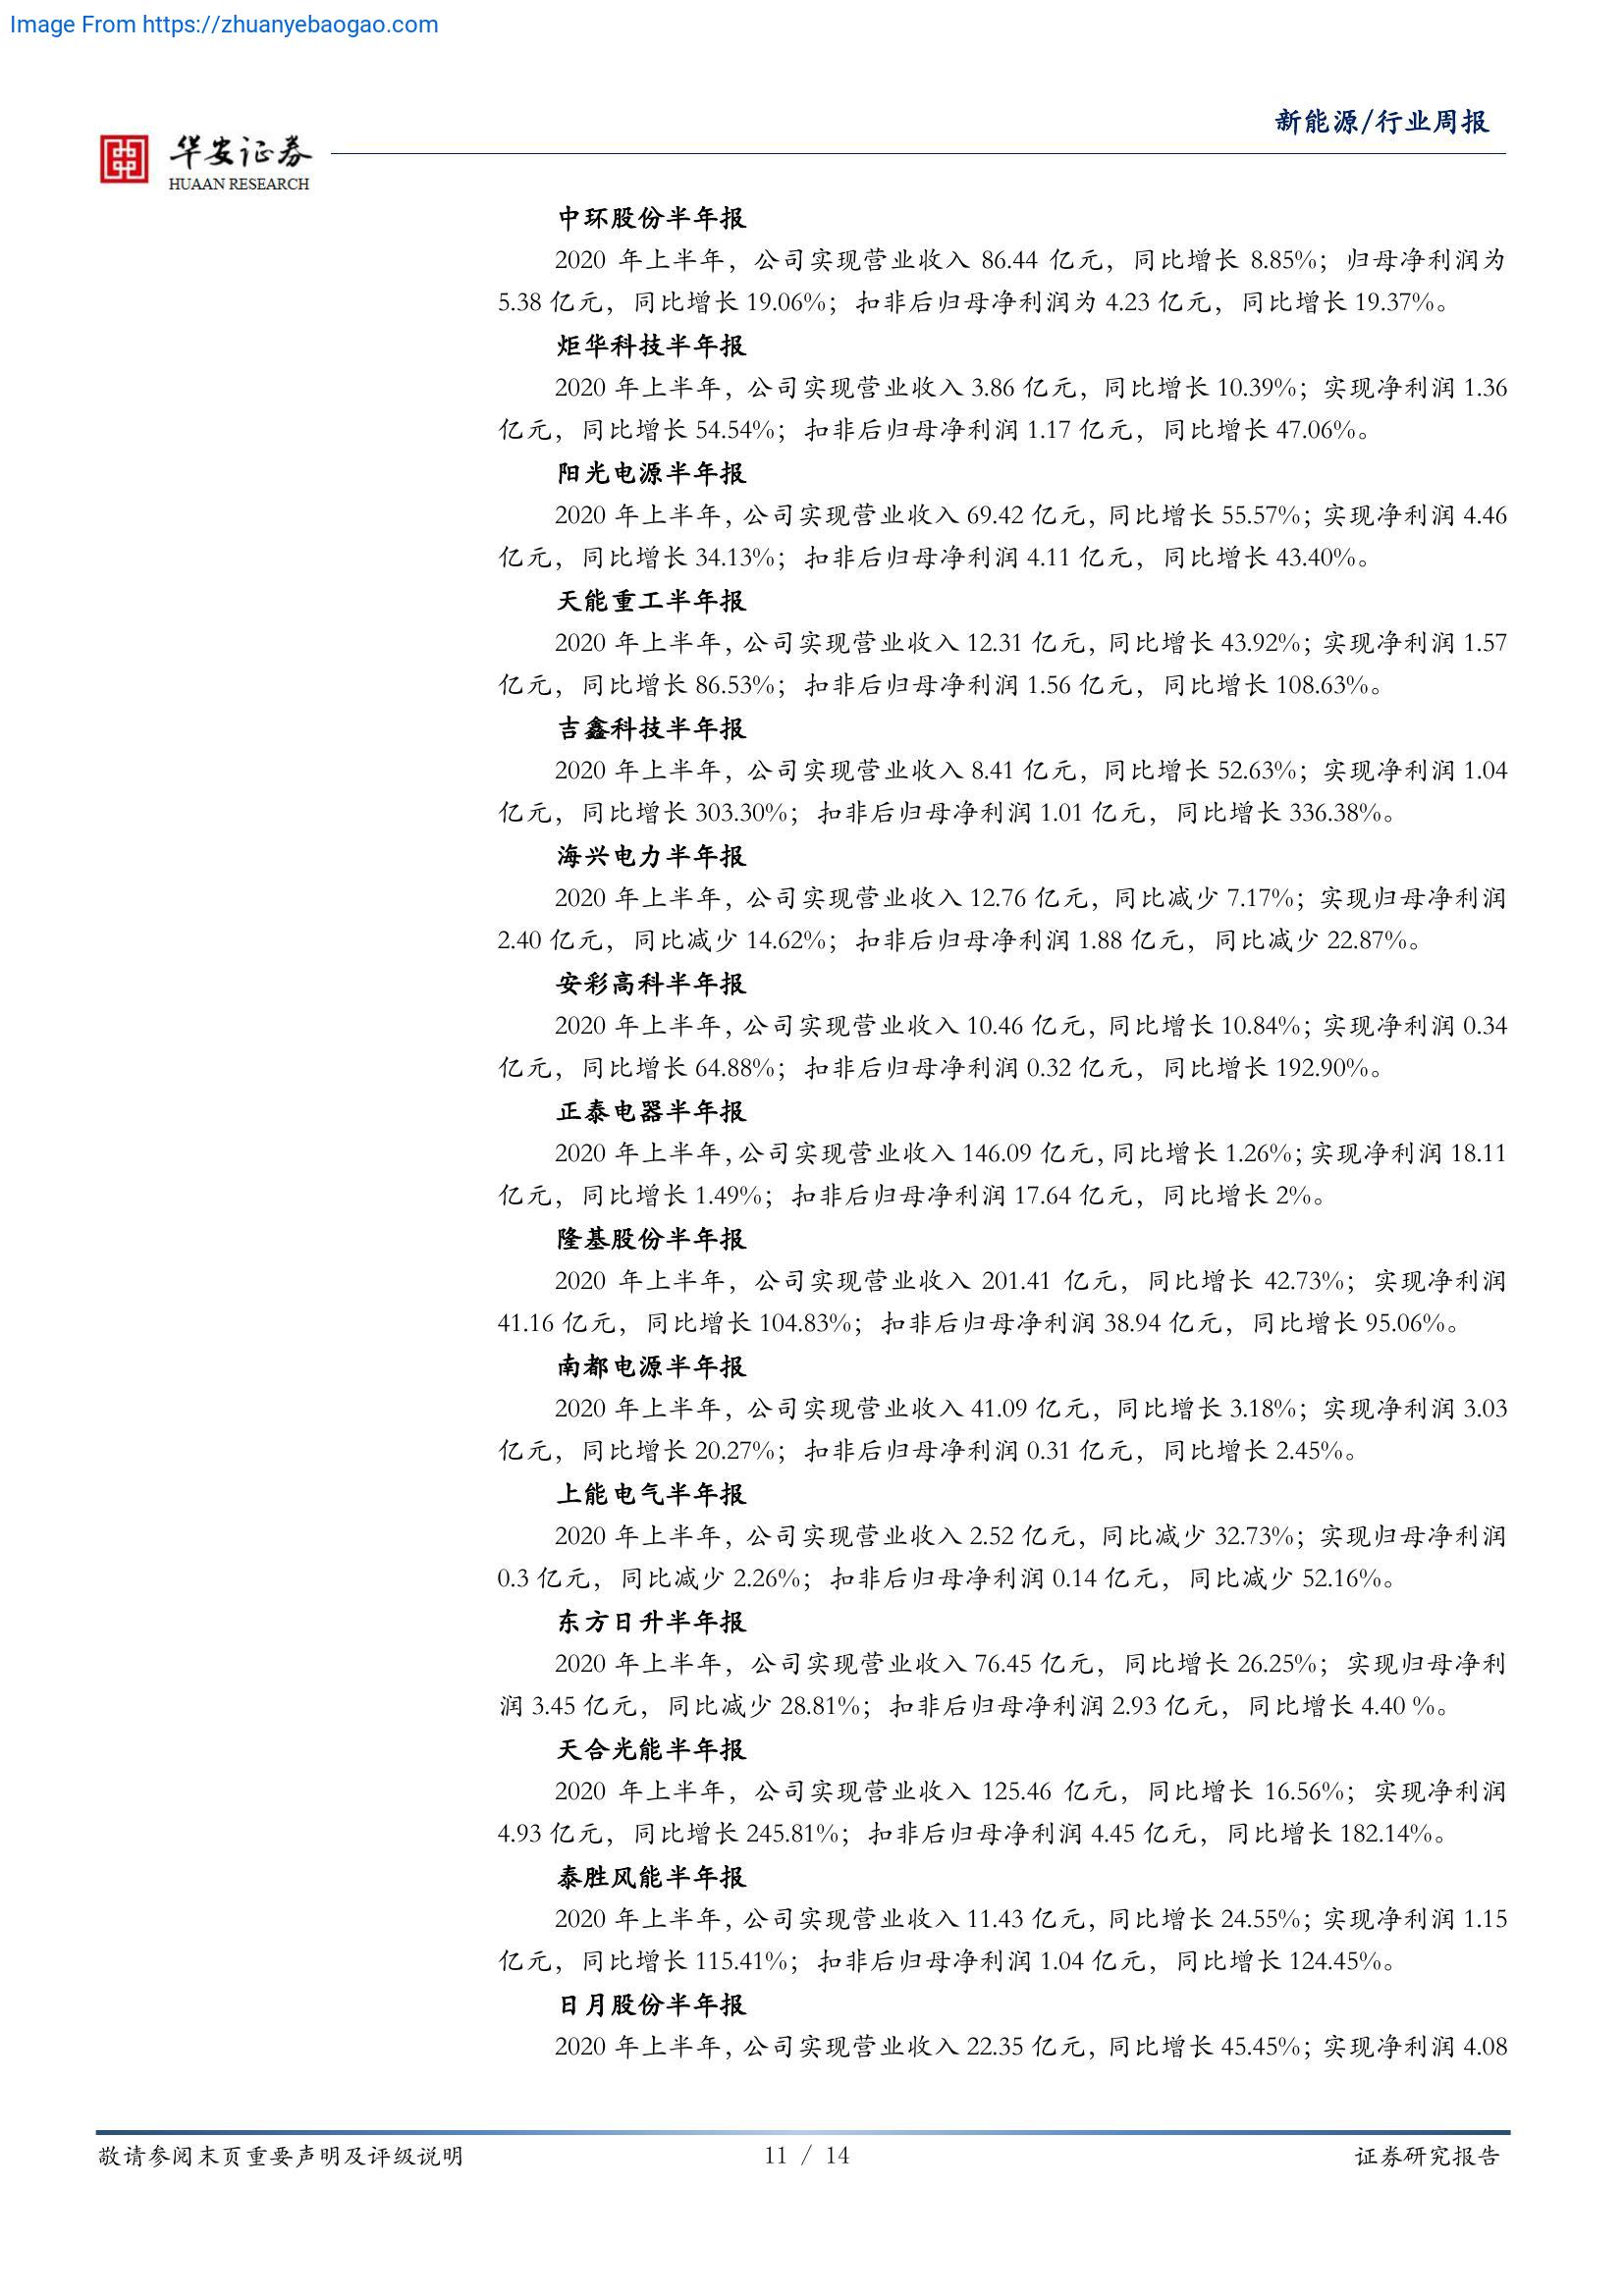 Image From https://zhuanyebaogao.com
新能源/行业周报
华安证券
HUAAN RESEARCH
中环股份半年报
2020 年上半年，公司实现营业收入 86.44 亿元，同比增长 8.85%；归母净利润为
5.38 亿元，同比增长 19.06%；扣非后归母净利润为 4.23 亿元，同比增长 19.37%。
炬华科技半年报
2020 年上半年，公司实现营业收入 3.86 亿元，同比增长 10.39%；实现净利润 1.36
亿元，同比增长 54.54%；扣非后归母净利润 1.17 亿元，同比增长 47.06%。
阳光电源半年报
2020 年上半年，公司实现营业收入 69.42 亿元，同比增长 55.57%；实现净利润 4.46
亿元，同比增长 34.13%；扣非后归母净利润 4.11 亿元，同比增长 43.40%。
天能重工半年报
2020 年上半年，公司实现营业收入 12.31 亿元，同比增长 43.92%；实现净利润 1.57
亿元，同比增长 86.53%；扣非后归母净利润 1.56 亿元，同比增长 108.63%。
吉鑫科技半年报
2020 年上半年，公司实现营业收入 8.41 亿元，同比增长 52.63%；实现净利润 1.04
亿元，同比增长 303.30%；扣非后归母净利润 1.01 亿元，同比增长 336.38%。
海兴电力半年报
2020 年上半年，公司实现营业收入 12.76 亿元，同比减少 7.17%；实现归母净利润
2.40 亿元，同比减少 14.62%；扣非后归母净利润 1.88 亿元，同比减少 22.87%。
安彩高科半年报
2020 年上半年，公司实现营业收入 10.46 亿元，同比增长 10.84%；实现净利润 0.34
亿元，同比增长 64.88%；扣非后归母净利润 0.32 亿元，同比增长 192.90%。
正泰电器半年报
2020 年上半年，公司实现营业收入 146.09 亿元，同比增长 1.26%；实现净利润 18.11
亿元，同比增长 1.49%；扣非后归母净利润 17.64 亿元，同比增长 2%。
隆基股份半年报
2020 年上半年，公司实现营业收入 201.41 亿元，同比增长 42.73%；实现净利润
41.16 亿元，同比增长 104.83%；扣非后归母净利润 38.94 亿元，同比增长 95.06%。
南都电源半年报
2020 年上半年，公司实现营业收入 41.09 亿元，同比增长 3.18%；实现净利润 3.03
亿元，同比增长 20.27%；扣非后归母净利润 0.31 亿元，同比增长 2.45%。
上能电气半年报
2020 年上半年，公司实现营业收入 2.52 亿元，同比减少 32.73%；实现归母净利润
0.3 亿元，同比减少 2.26%；扣非后归母净利润 0.14 亿元，同比减少 52.16%。
东方日升半年报
2020 年上半年，公司实现营业收入 76.45 亿元，同比增长 26.25%；实现归母净利
润 3.45 亿元，同比减少 28.81%；扣非后归母净利润 2.93 亿元，同比增长 4.40 %。
天合光能半年报
2020 年上半年，公司实现营业收入 125.46 亿元，同比增长 16.56%；实现净利润
4.93 亿元，同比增长 245.81%；扣非后归母净利润 4.45 亿元，同比增长 182.14%。
泰胜风能半年报
2020 年上半年，公司实现营业收入 11.43 亿元，同比增长 24.55%；实现净利润 1.15
亿元，同比增长 115.41%；扣非后归母净利润 1.04 亿元，同比增长 124.45%。
日月股份半年报
2020 年上半年，公司实现营业收入 22.35 亿元，同比增长 45.45%；实现净利润 4.08
敬请参阅末页重要声明及评级说明
11 / 14
证券研究报告